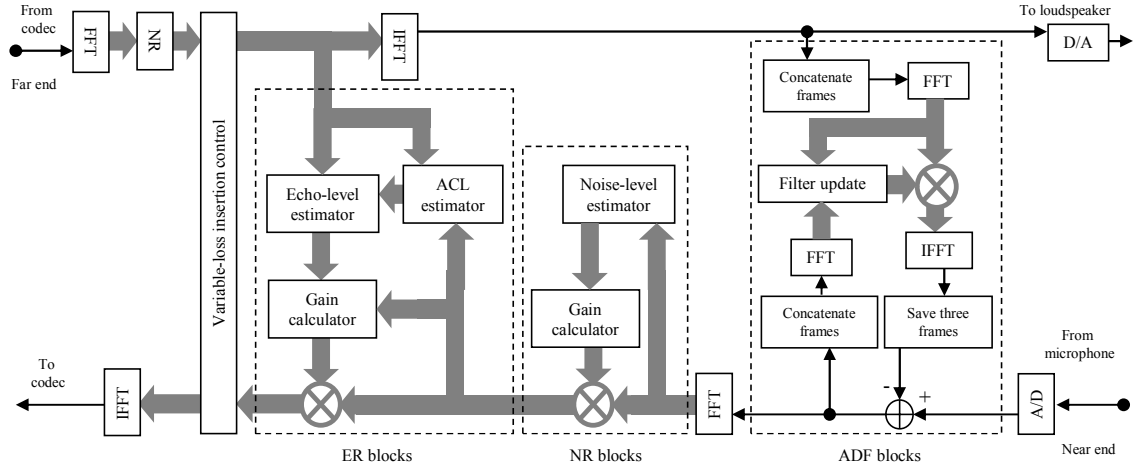 From
codec
Far end
FFT
NR
Variable-loss insertion control
IFFT
To loudspeaker
D/A
Concatenate
frames
FFT
Filter update
FFT
IFFT
Concatenate
frames
Save three
frames
-
+
ADF blocks
Echo-level
estimator
ACL
estimator
Gain
calculator
ER blocks
Noise-level
estimator
Gain
calculator
NR blocks
FFT
From
microphone
A/D
Near end
To
codec
IFFT